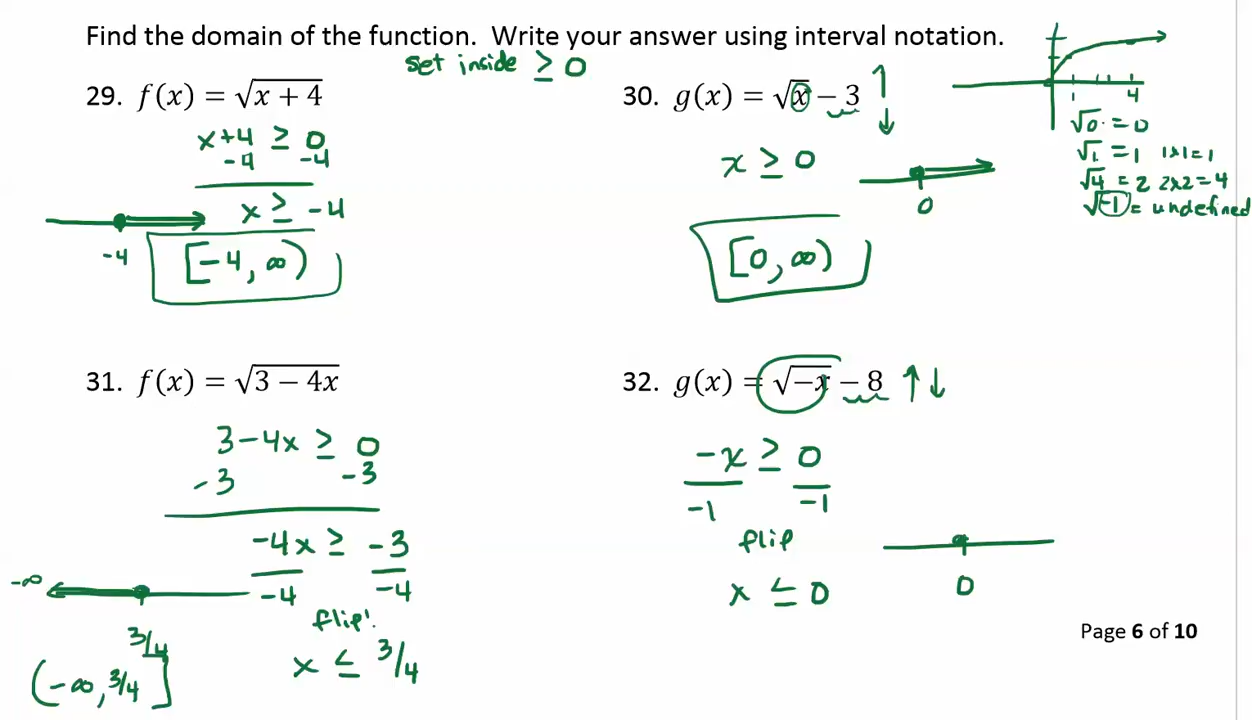 Find the domain of the function. Write your answer using interval notation.
set inside ≥ 0
29. f(x) = √(x + 4)
x+4 ≥ 0
-4 -4
x ≥ -4
-4
[-4, ∞)
30. g(x) = √x − 3
x ≥ 0
0
[0, ∞)
4
1
√0 = 0
√1 = 1 1x1=1
√4 = 2 2x2=4
√-1 = undefined
31. f(x) = √(3 − 4x)
3-4x ≥ 0
-3 -3
-4x ≥ -3
-4 -4
flip!
x ≤ 3/4
-∞
3/4
(-∞, 3/4]
32. g(x) = √(−x) − 8
-x ≥ 0
-1 -1
flip
x ≤ 0
0
Page 6 of 10